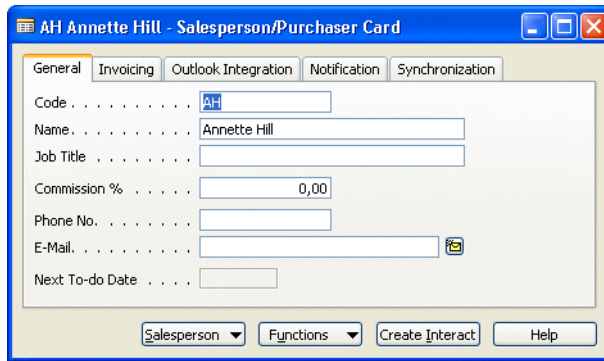 AH Annette Hill - Salesperson/Purchaser Card
General Invoicing Outlook Integration Notification Synchronization
Code . . . . . . . . . . AH
Name. . . . . . . . . . Annette Hill
Job Title . . . . . . . .
Commission % . . . . . 0,00
Phone No. . . . . . . .
E-Mail. . . . . . . . . .
Next To-do Date . . . .
Salesperson Functions Create Interact Help